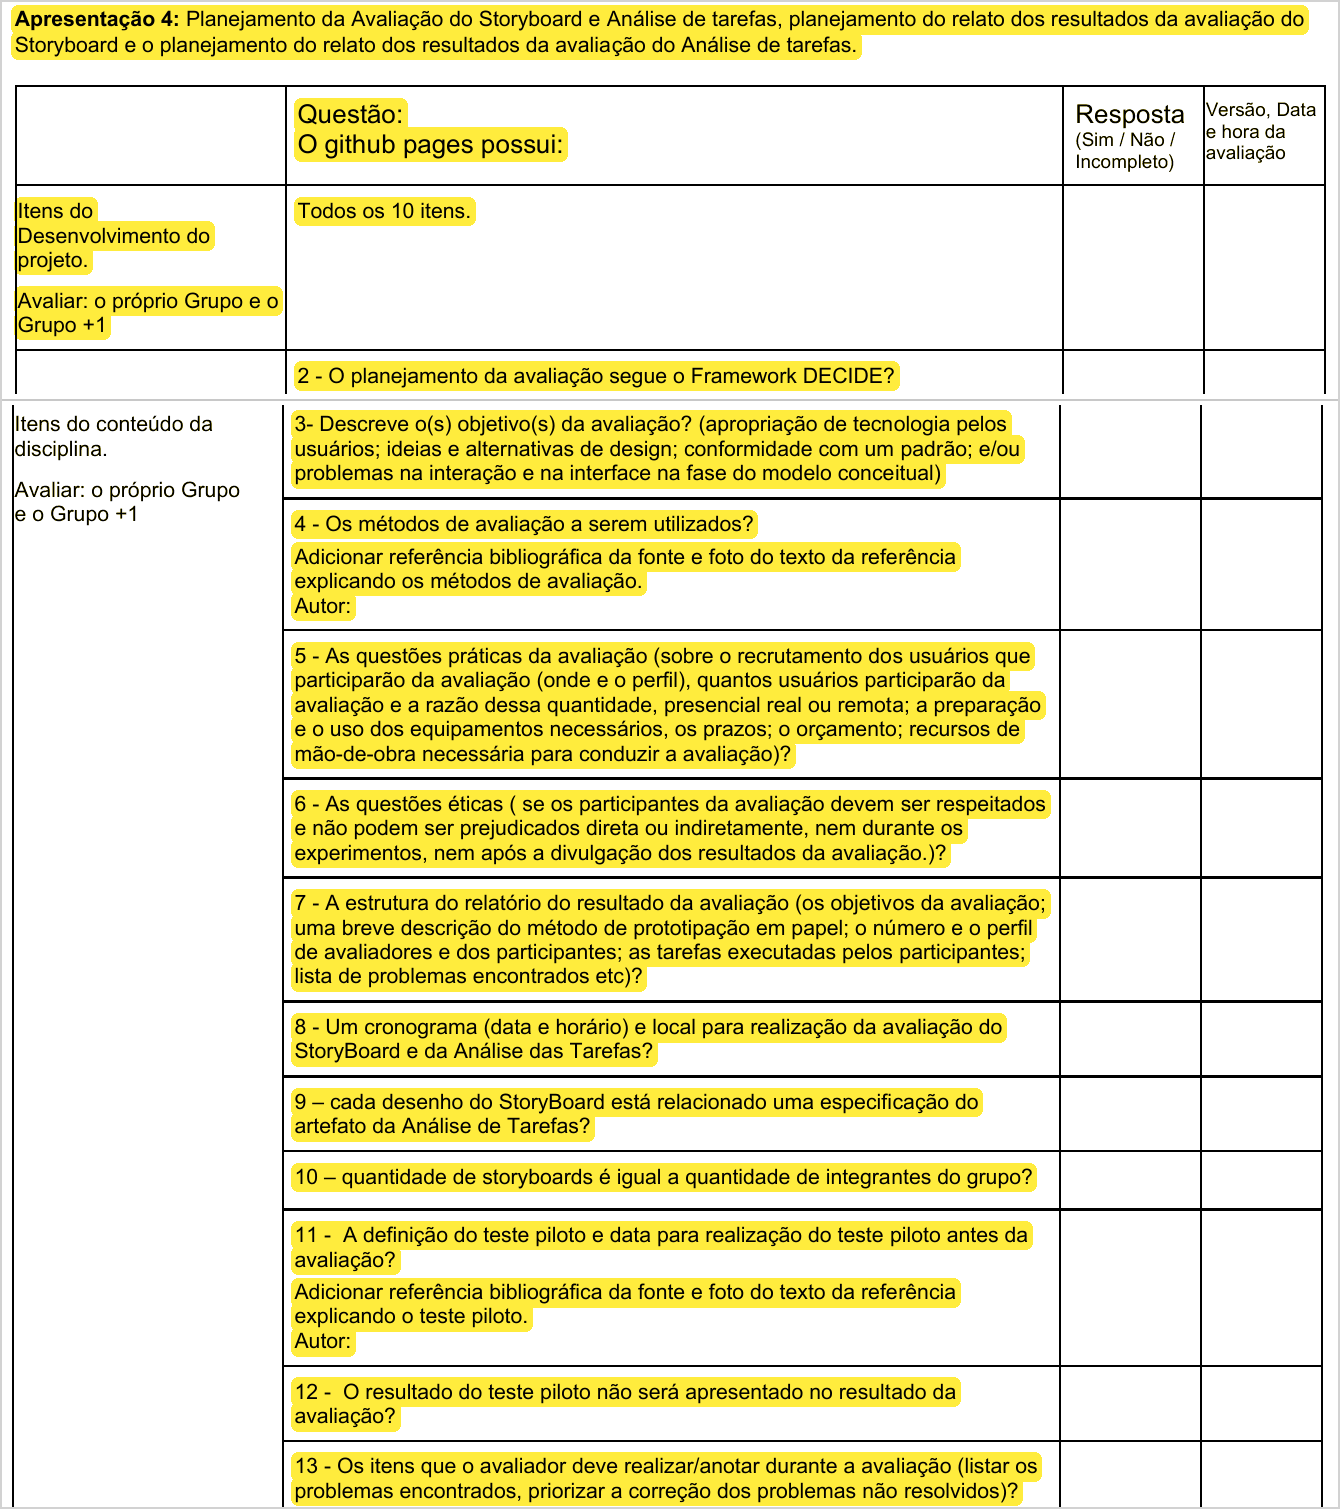 Apresentação 4: Planejamento da Avaliação do Storyboard e Análise de tarefas, planejamento do relato dos resultados da avaliação do
Storyboard e o planejamento do relato dos resultados da avaliação do Análise de tarefas.
Questão:
O github pages possui:
Resposta
(Sim / Não /
Incompleto)
Versão, Data
e hora da
avaliação
Itens do
Desenvolvimento do
projeto.
Avaliar: o próprio Grupo e o
Grupo +1
Todos os 10 itens.
2 - O planejamento da avaliação segue o Framework DECIDE?
Itens do conteúdo da
disciplina.
Avaliar: o próprio Grupo
e o Grupo +1
3- Descreve o(s) objetivo(s) da avaliação? (apropriação de tecnologia pelos
usuários; ideias e alternativas de design; conformidade com um padrão; e/ou
problemas na interação e na interface na fase do modelo conceitual)
4 - Os métodos de avaliação a serem utilizados?
Adicionar referência bibliográfica da fonte e foto do texto da referência
explicando os métodos de avaliação.
Autor:
5 - As questões práticas da avaliação (sobre o recrutamento dos usuários que
participarão da avaliação (onde e o perfil), quantos usuários participarão da
avaliação e a razão dessa quantidade, presencial real ou remota; a preparação
e o uso dos equipamentos necessários, os prazos; o orçamento; recursos de
mão-de-obra necessária para conduzir a avaliação)?
6 - As questões éticas ( se os participantes da avaliação devem ser respeitados
e não podem ser prejudicados direta ou indiretamente, nem durante os
experimentos, nem após a divulgação dos resultados da avaliação.)?
7 - A estrutura do relatório do resultado da avaliação (os objetivos da avaliação;
uma breve descrição do método de prototipação em papel; o número e o perfil
de avaliadores e dos participantes; as tarefas executadas pelos participantes;
lista de problemas encontrados etc)?
8 - Um cronograma (data e horário) e local para realização da avaliação do
StoryBoard e da Análise das Tarefas?
9 – cada desenho do StoryBoard está relacionado uma especificação do
artefato da Análise de Tarefas?
10 – quantidade de storyboards é igual a quantidade de integrantes do grupo?
11 -  A definição do teste piloto e data para realização do teste piloto antes da
avaliação?
Adicionar referência bibliográfica da fonte e foto do texto da referência
explicando o teste piloto.
Autor:
12 -  O resultado do teste piloto não será apresentado no resultado da
avaliação?
13 - Os itens que o avaliador deve realizar/anotar durante a avaliação (listar os
problemas encontrados, priorizar a correção dos problemas não resolvidos)?